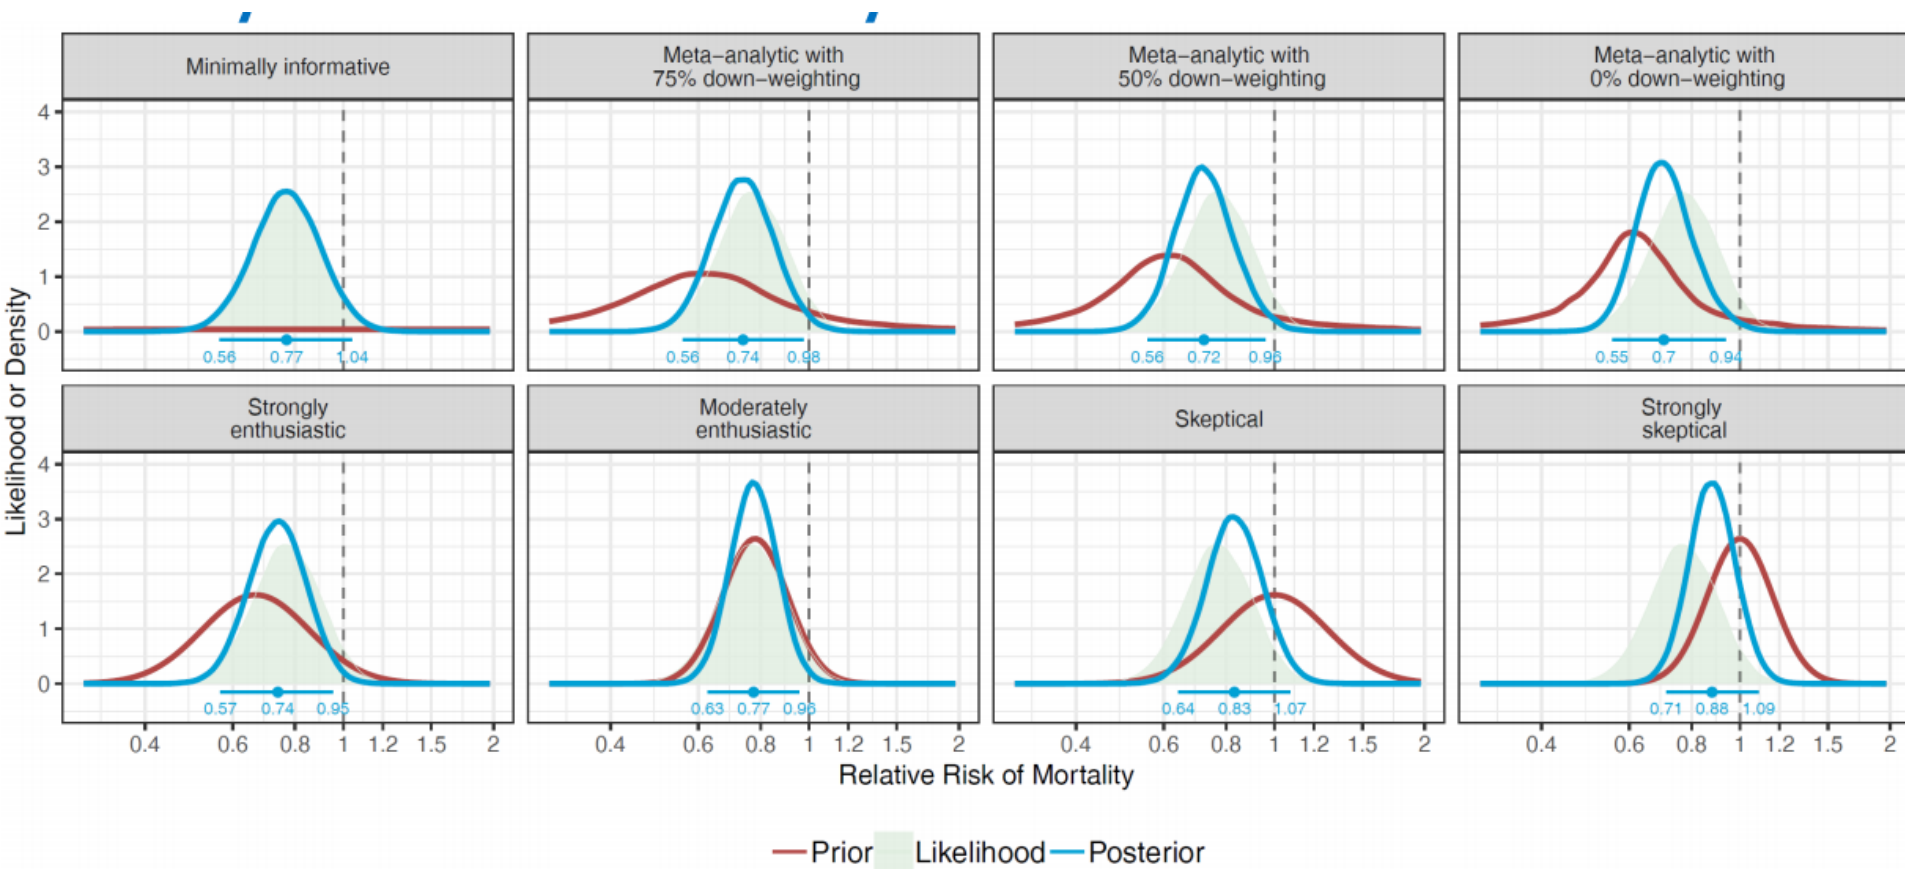 Minimally informative
Meta-analytic with
75% down-weighting
Meta-analytic with
50% down-weighting
Meta-analytic with
0% down-weighting
4
3
2
1
0
0.56 0.77 1.04
0.56 0.74 0.98
0.56 0.72 0.96
0.55 0.7 0.94
Likelihood or Density
Strongly
enthusiastic
Moderately
enthusiastic
Skeptical
Strongly
skeptical
4
3
2
1
0
0.57 0.74 0.95
0.63 0.77 0.96
0.64 0.83 1.07
0.71 0.88 1.09
0.4 0.6 0.8 1 1.2 1.5 2
0.4 0.6 0.8 1 1.2 1.5 2
0.4 0.6 0.8 1 1.2 1.5 2
0.4 0.6 0.8 1 1.2 1.5 2
Relative Risk of Mortality
Prior Likelihood Posterior